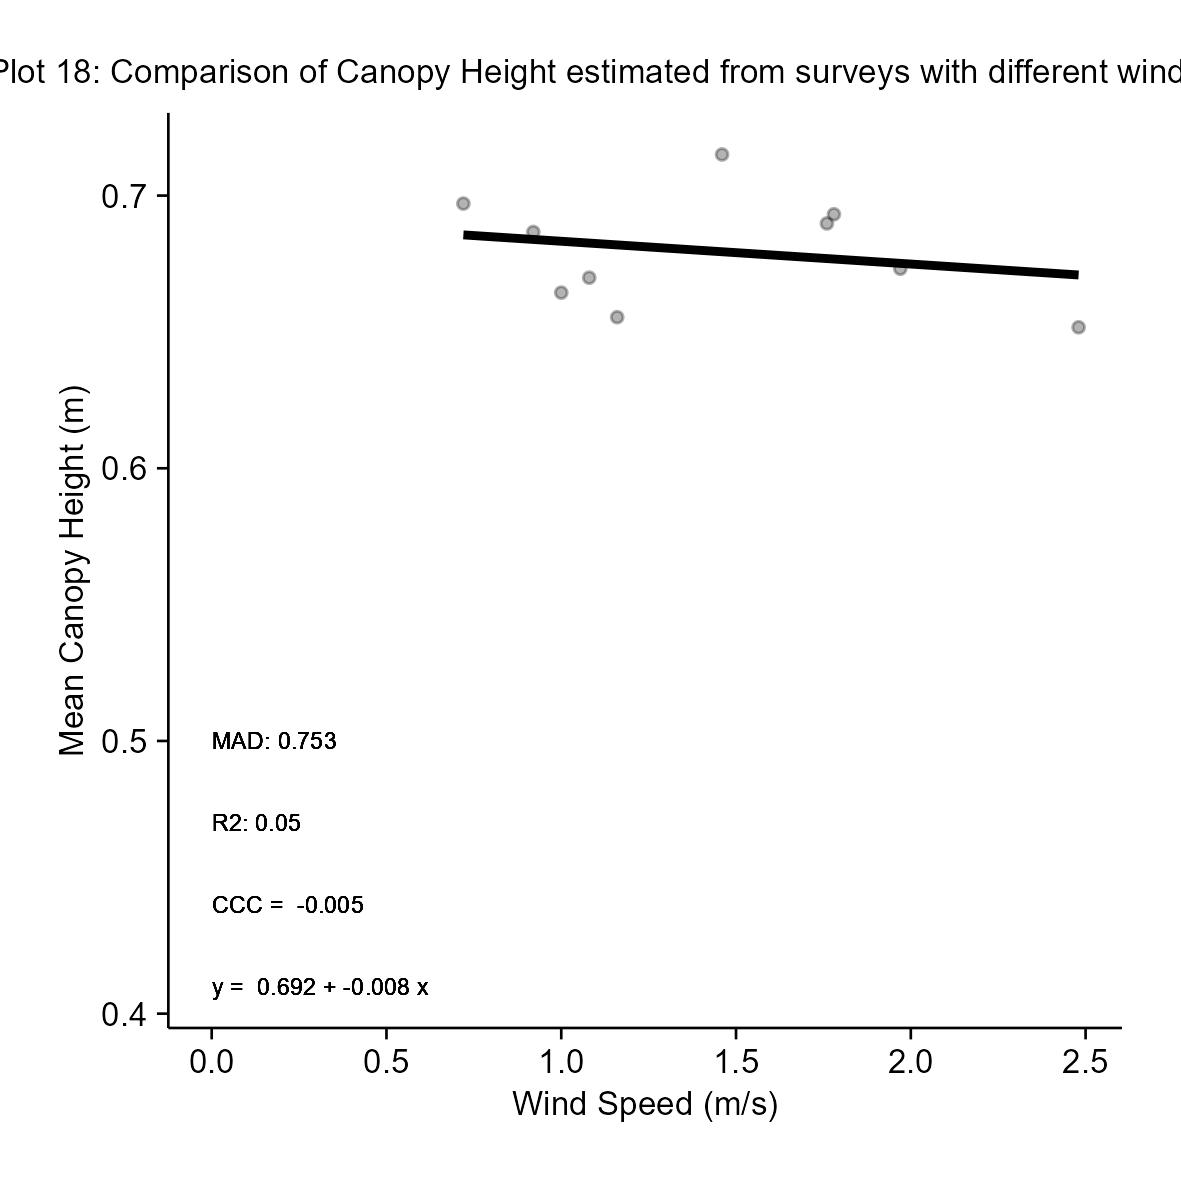 Plot 18: Comparison of Canopy Height estimated from surveys with different wind
0.7
0.6
0.5
0.4
Mean Canopy Height (m)
MAD: 0.753
R2: 0.05
CCC =  -0.005
y =  0.692 + -0.008 x
0.0 0.5 1.0 1.5 2.0 2.5
Wind Speed (m/s)